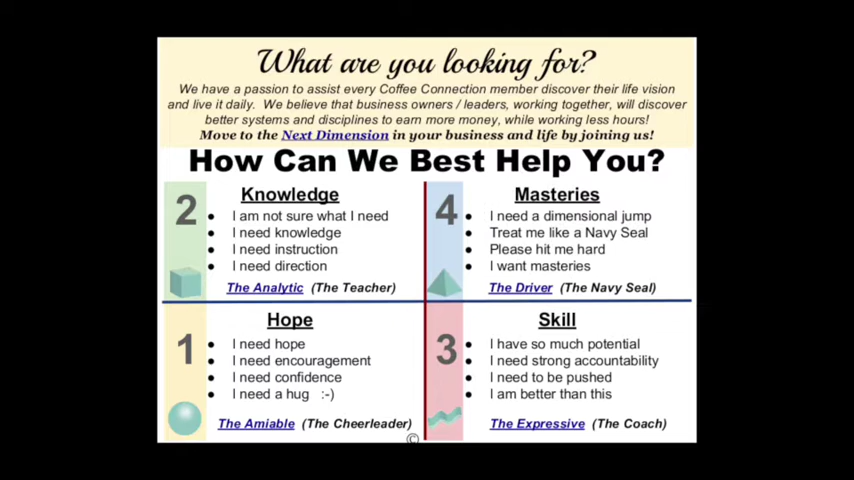 What are you looking for?
We have a passion to assist every Coffee Connection member discover their life vision
and live it daily. We believe that business owners / leaders, working together, will discover
better systems and disciplines to earn more money, while working less hours!
Move to the Next Dimension in your business and life by joining us!
How Can We Best Help You?
2
Knowledge
● I am not sure what I need
● I need knowledge
● I need instruction
● I need direction
The Analytic (The Teacher)
4
Masteries
● I need a dimensional jump
● Treat me like a Navy Seal
● Please hit me hard
● I want masteries
The Driver (The Navy Seal)
1
Hope
● I need hope
● I need encouragement
● I need confidence
● I need a hug :-)
The Amiable (The Cheerleader)
3
Skill
● I have so much potential
● I need strong accountability
● I need to be pushed
● I am better than this
The Expressive (The Coach)
©